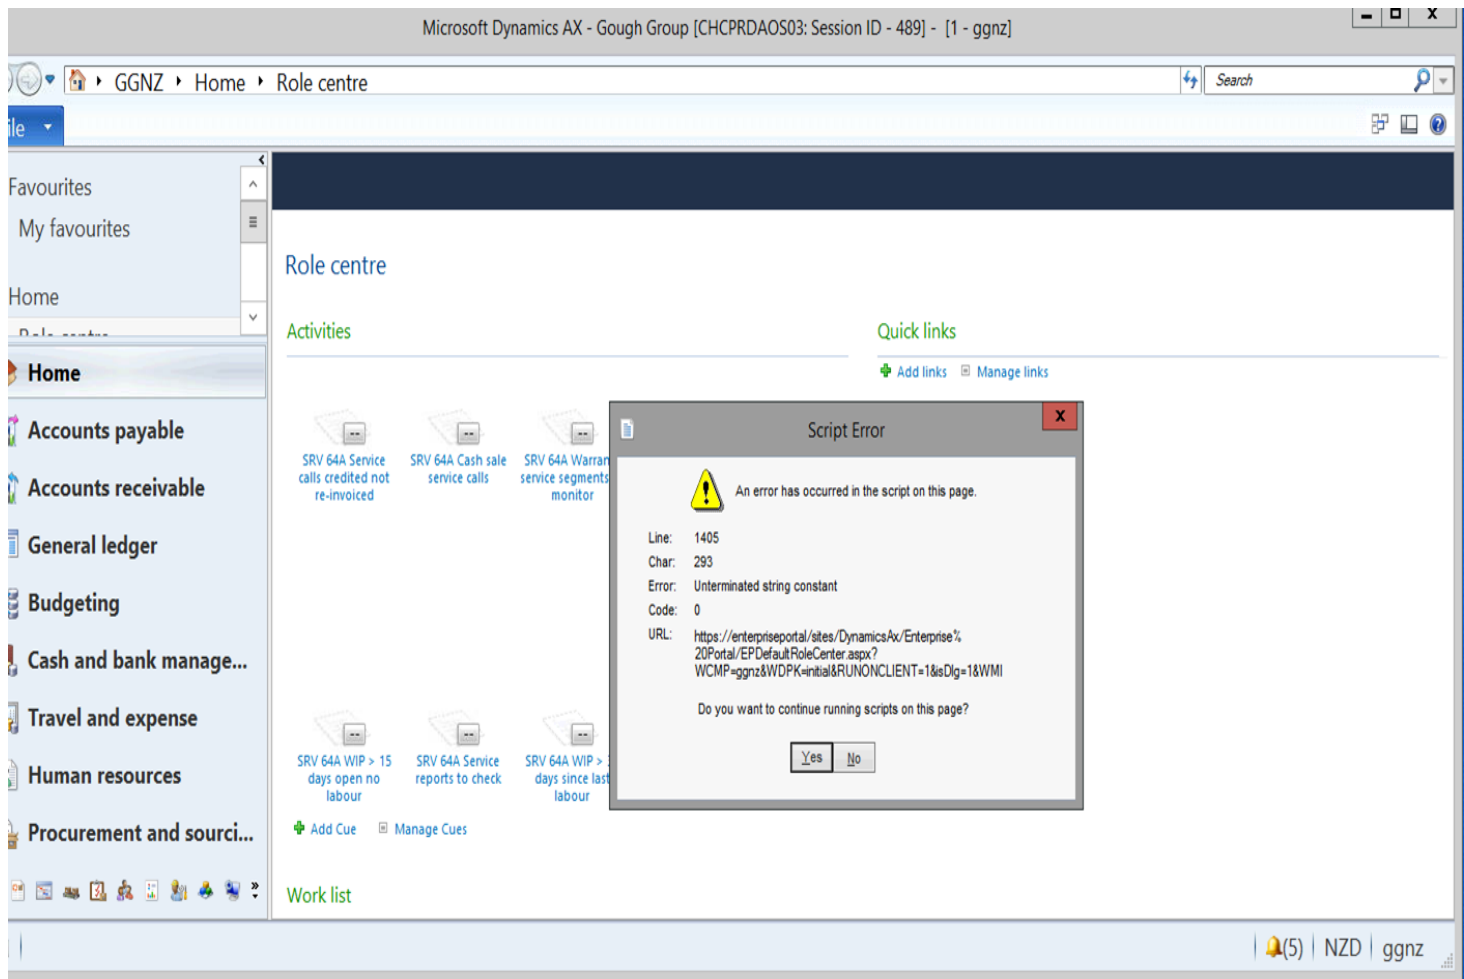 Microsoft Dynamics AX - Gough Group [CHCPRDAOS03: Session ID - 489] - [1 - ggnz]
GGNZ Home Role centre
Search
ile
Favourites
My favourites
Home
Role centre
Home
Accounts payable
Accounts receivable
General ledger
Budgeting
Cash and bank manage...
Travel and expense
Human resources
Procurement and sourci...
Role centre
Activities
Quick links
Add links Manage links
SRV 64A Service
calls credited not
re-invoiced
SRV 64A Cash sale
service calls
SRV 64A Warran
service segments
monitor
SRV 64A WIP > 15
days open no
labour
SRV 64A Service
reports to check
SRV 64A WIP >
days since last
labour
Add Cue Manage Cues
Work list
Script Error
An error has occurred in the script on this page.
Line: 1405
Char: 293
Error: Unterminated string constant
Code: 0
URL: https://enterpriseportal/sites/DynamicsAx/Enterprise%
20Portal/EPDefaultRoleCenter.aspx?
WCMP=ggnz&WDPK=initial&RUNONCLIENT=1&isDlg=1&WMI
Do you want to continue running scripts on this page?
Yes No
(5) NZD ggnz